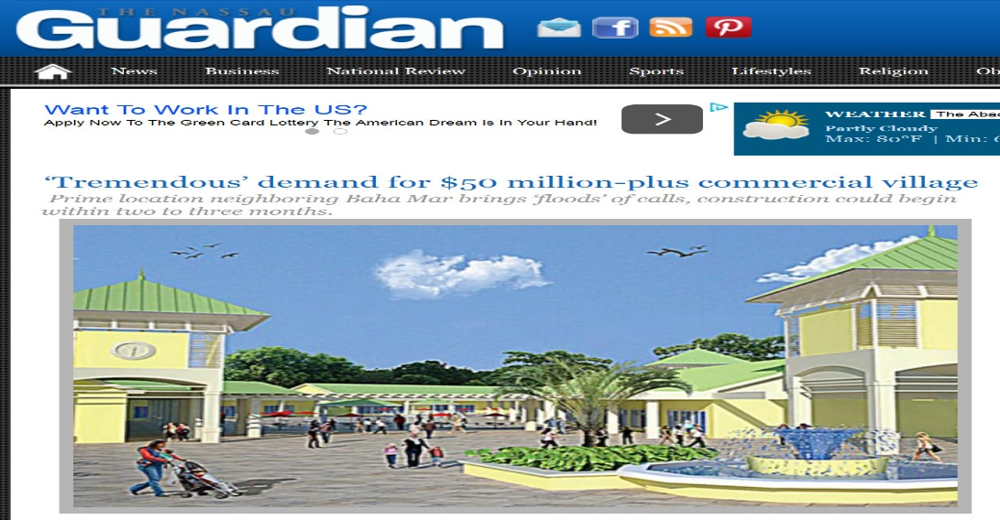 THE NASSAU
Guardian
News Business National Review Opinion Sports Lifestyles Religion Ob
Want To Work In The US?
Apply Now To The Green Card Lottery The American Dream Is In Your Hand!
WEATHER The Abac
Partly Cloudy
Max: 80°F | Min: 6
‘Tremendous’ demand for $50 million-plus commercial village
Prime location neighboring Baha Mar brings ‘floods’ of calls, construction could begin
within two to three months.